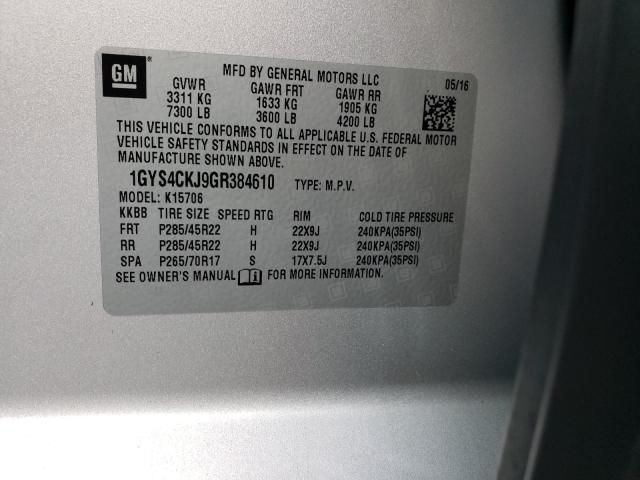 GM
MFD BY GENERAL MOTORS LLC
05/16
GVWR GAWR FRT GAWR RR
3311 KG 1633 KG 1905 KG
7300 LB 3600 LB 4200 LB
THIS VEHICLE CONFORMS TO ALL APPLICABLE U.S. FEDERAL MOTOR
VEHICLE SAFETY STANDARDS IN EFFECT ON THE DATE OF
MANUFACTURE SHOWN ABOVE.
1GYS4CKJ9GR384610 TYPE: M.P.V.
MODEL: K15706
KKBB TIRE SIZE SPEED RTG RIM COLD TIRE PRESSURE
FRT P285/45R22 H 22X9J 240KPA(35PSI)
RR P285/45R22 H 22X9J 240KPA(35PSI)
SPA P265/70R17 S 17X7.5J 240KPA(35PSI)
SEE OWNER'S MANUAL FOR MORE INFORMATION.